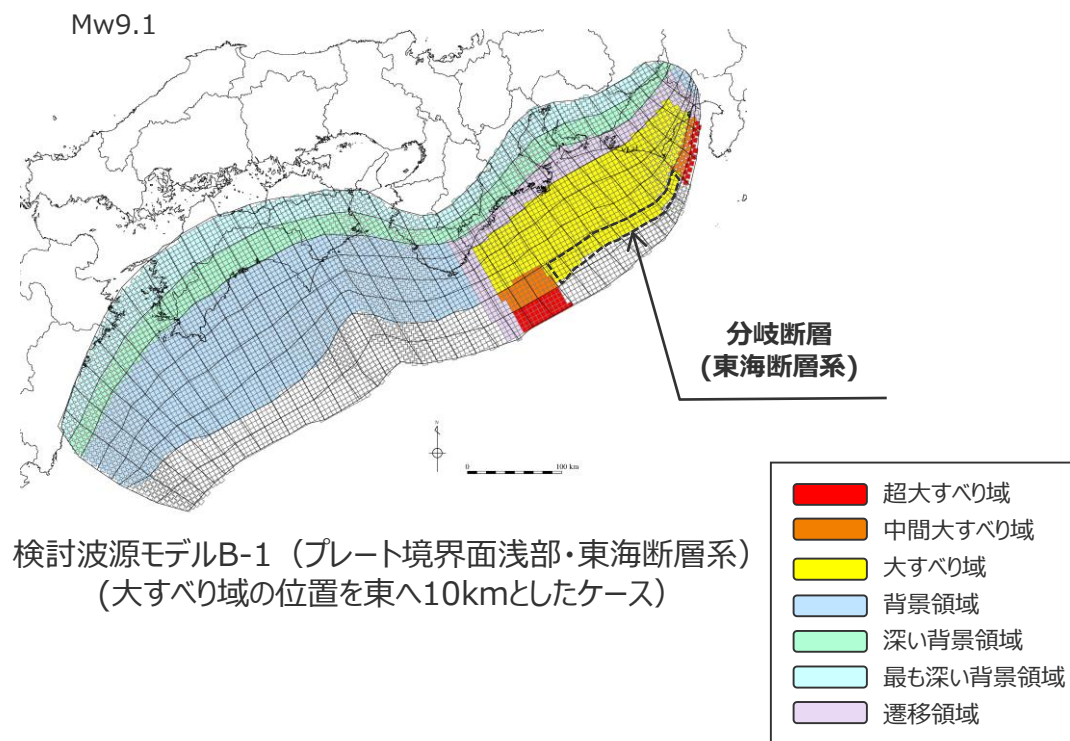 Mw9.1
分岐断層
(東海断層系)
N
0 100 km
検討波源モデルB-1（プレート境界面浅部・東海断層系）
(大すべり域の位置を東へ10kmとしたケース）
超大すべり域
中間大すべり域
大すべり域
背景領域
深い背景領域
最も深い背景領域
遷移領域